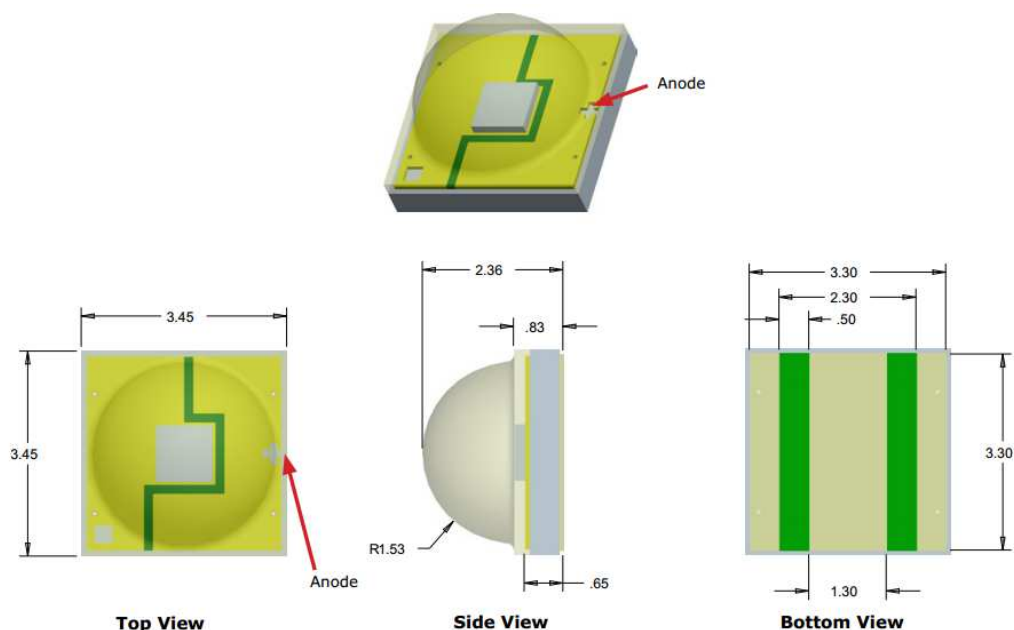 Anode
2.36
3.30
2.30
.50
3.45
.83
3.45
3.30
R1.53
.65
1.30
Anode
Top View
Side View
Bottom View